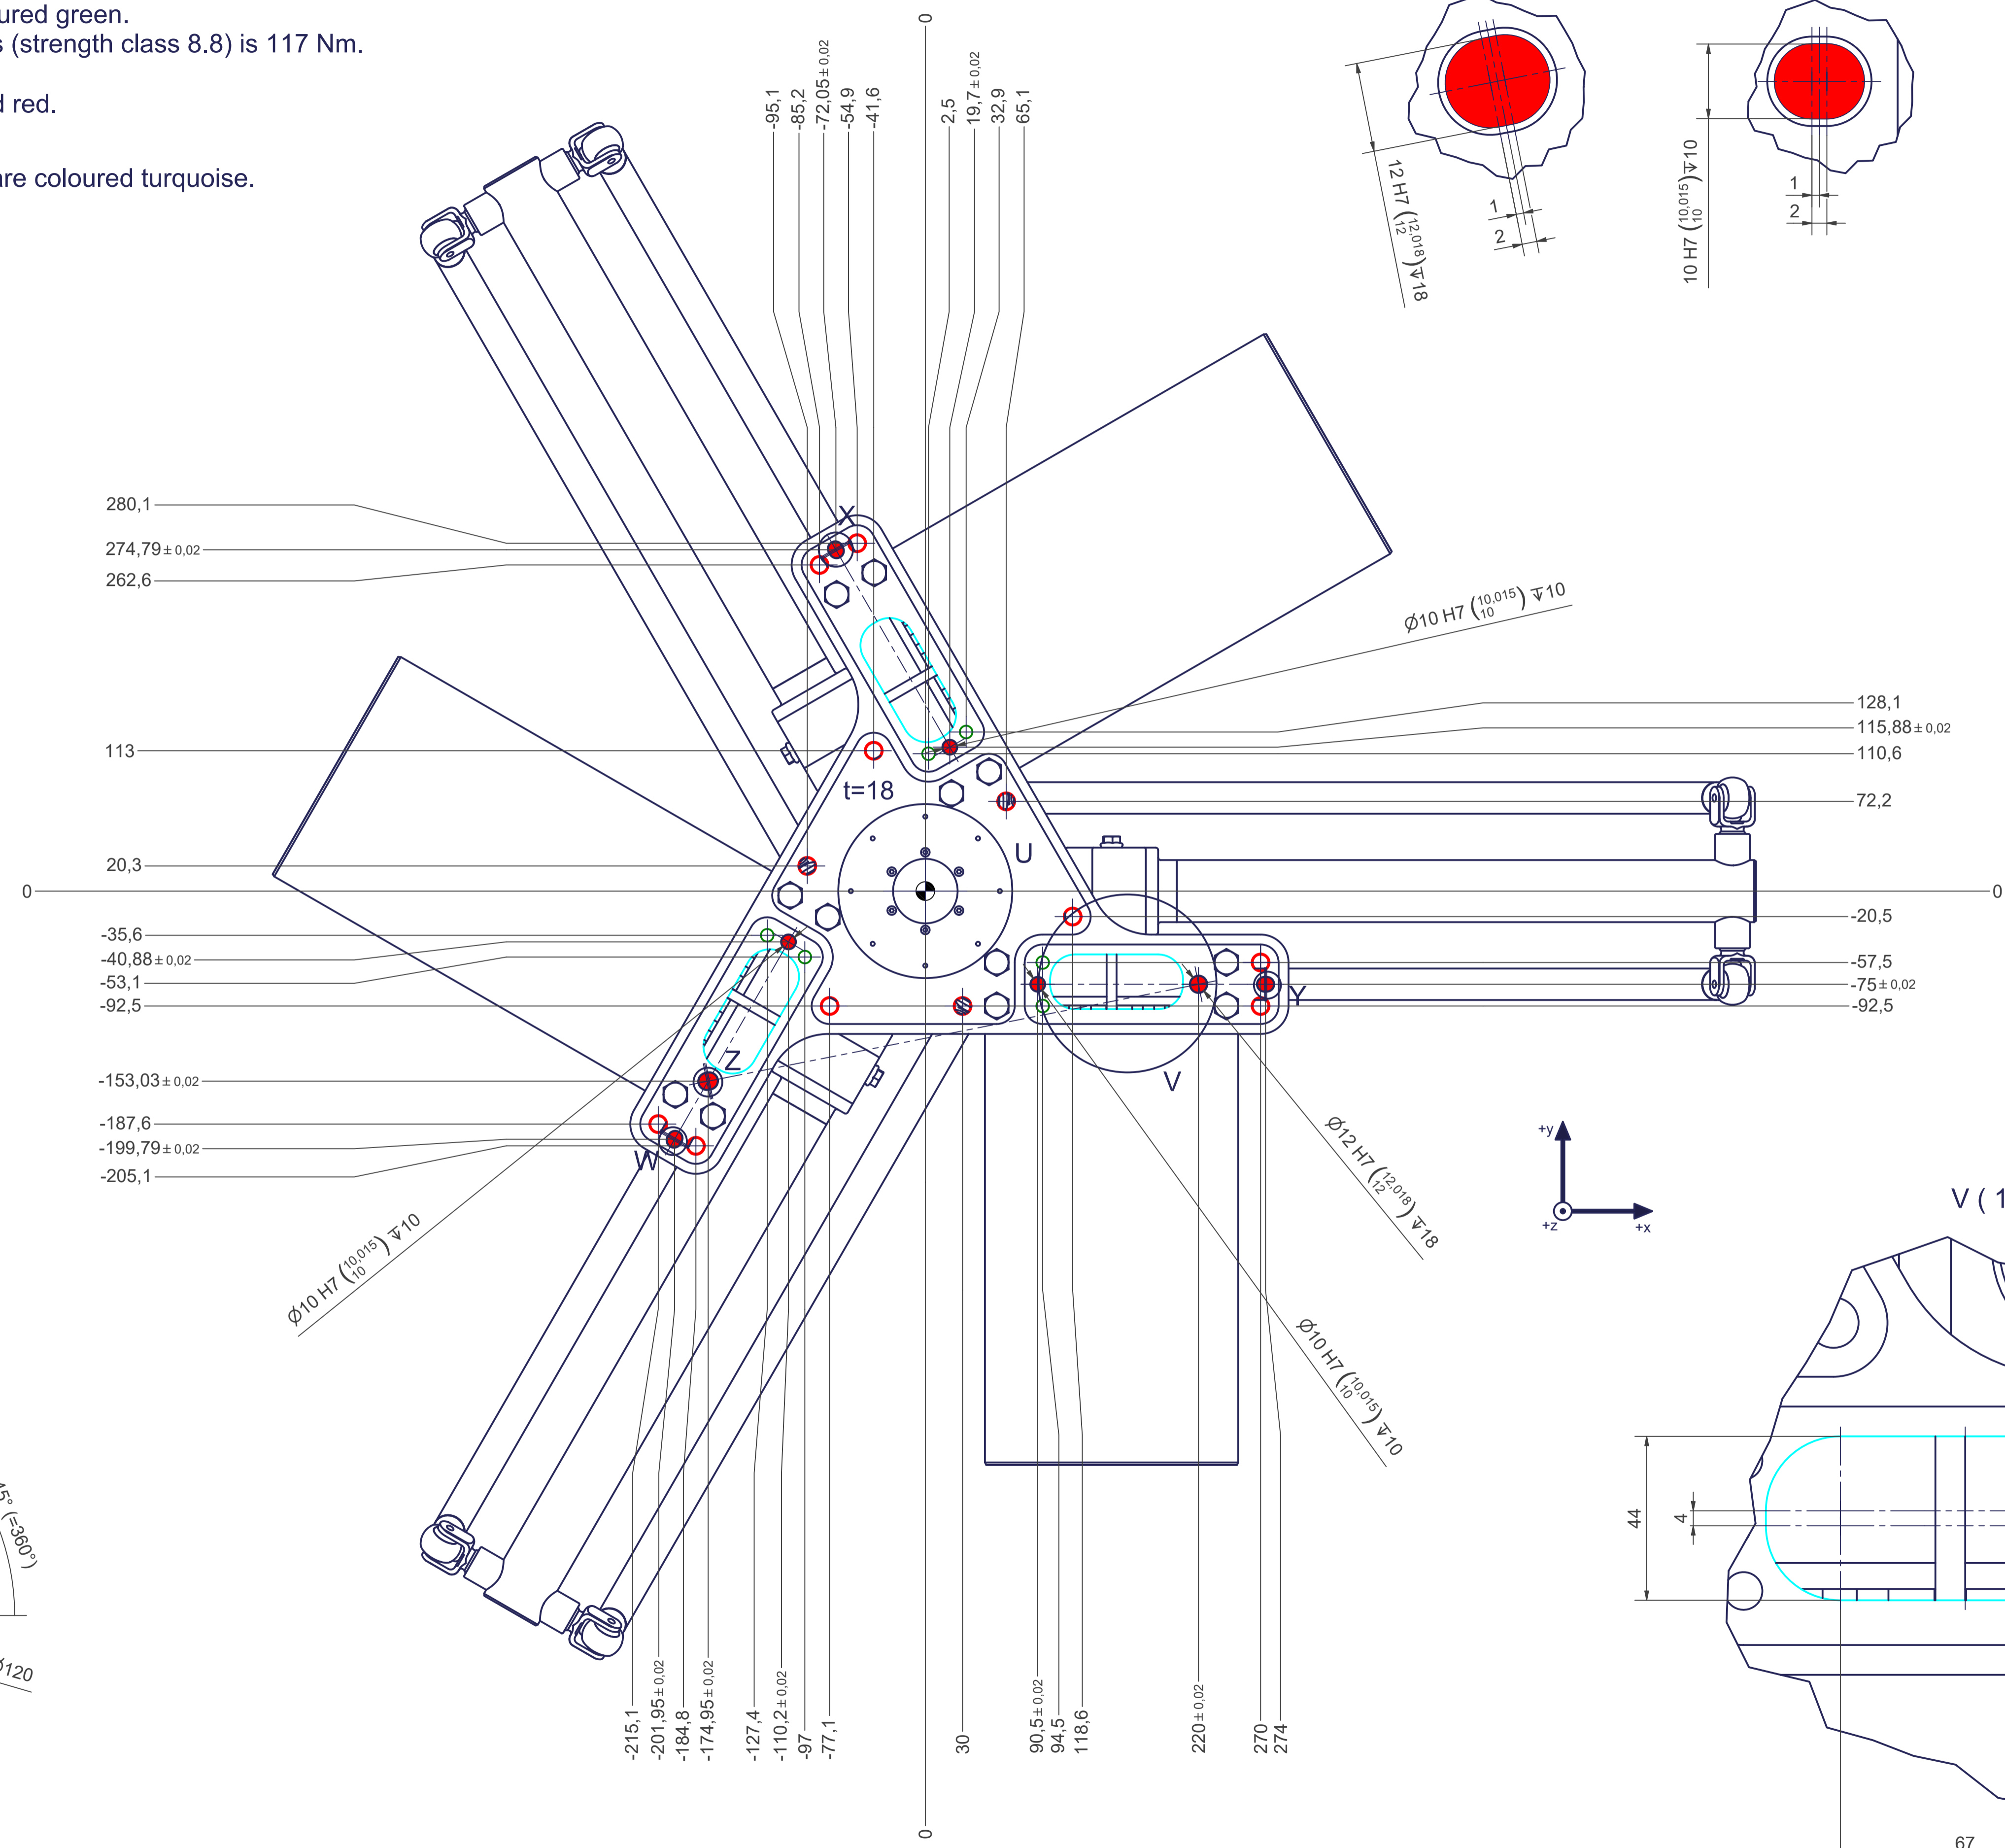 ured green.
s (strength class 8.8) is 117 Nm.
d red.
are coloured turquoise.
0
-95,1
-85,2
-72,05±0,02
-54,9
-41,6
2,5
19,7±0,02
32,9
65,1
12 H7 (12,018 12) ↧18
1
2
10 H7 (10,015 10) ↧10
1
2
280,1
274,79±0,02
262,6
113
20,3
0
-35,6
-40,88±0,02
-53,1
-92,5
-153,03±0,02
-187,6
-199,79±0,02
-205,1
X
t=18
U
Y
Z
V
W
Ø10 H7 (10,015 10) ↧10
128,1
115,88±0,02
110,6
72,2
0
-20,5
-57,5
-75±0,02
-92,5
Ø12 H7 (12,018 12) ↧18
Ø10 H7 (10,015 10) ↧10
Ø10 H7 (10,015 10) ↧10
+y
+z
+x
V ( 1
44
4
67
45° (=360°)
Ø120
-215,1
-201,95±0,02
-184,8
-174,95±0,02
-127,4
-110,2±0,02
-97
-77,1
30
90,5±0,02
94,5
118,6
220±0,02
270
274
0